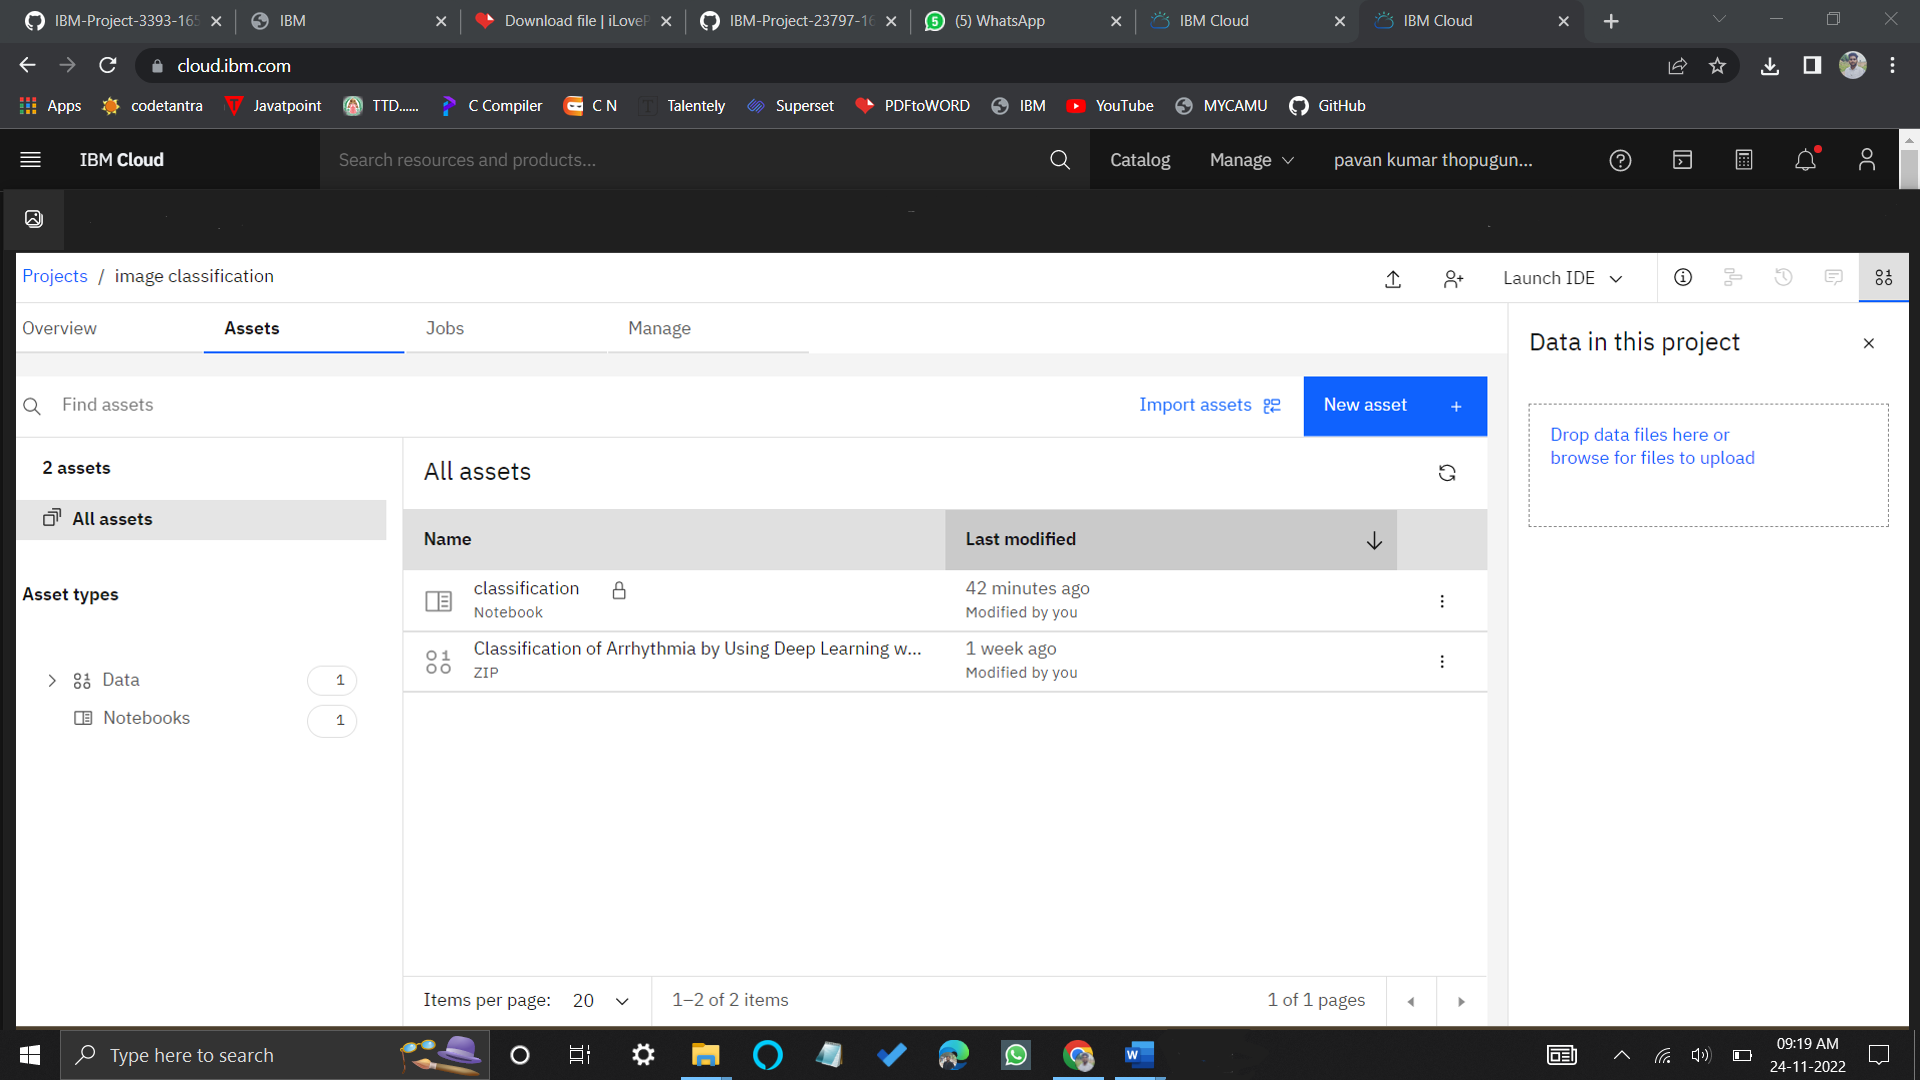 IBM-Project-3393-165
IBM
Download file | iLoveP
IBM-Project-23797-16
(5) WhatsApp
IBM Cloud
IBM Cloud
cloud.ibm.com
Apps
codetantra
Javatpoint
TTD......
C Compiler
C N
Talentely
Superset
PDFtoWORD
IBM
YouTube
MYCAMU
GitHub
IBM Cloud
Search resources and products...
Catalog
Manage
pavan kumar thopugun...
Projects / image classification
Launch IDE
Overview
Assets
Jobs
Manage
Data in this project
Find assets
Import assets
New asset +
Drop data files here or
browse for files to upload
2 assets
All assets
All assets
Name
Last modified
classification
Notebook
42 minutes ago
Modified by you
Classification of Arrhythmia by Using Deep Learning w...
ZIP
1 week ago
Modified by you
Asset types
Data 1
Notebooks 1
Items per page: 20
1–2 of 2 items
1 of 1 pages
Type here to search
09:19 AM
24-11-2022